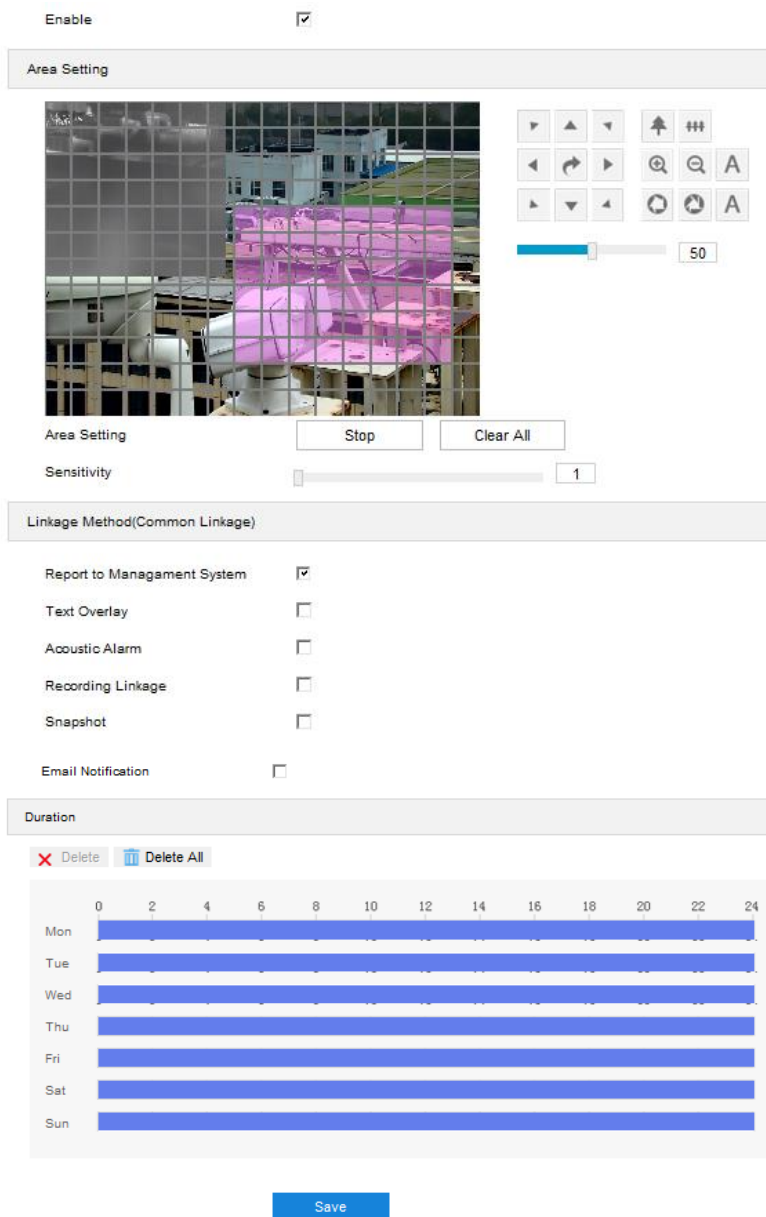 Enable
Area Setting
A
A
50
Area Setting Stop Clear All
Sensitivity 1
Linkage Method(Common Linkage)
Report to Managament System
Text Overlay
Acoustic Alarm
Recording Linkage
Snapshot
Email Notification
Duration
Delete Delete All
0 2 4 6 8 10 12 14 16 18 20 22 24
Mon
Tue
Wed
Thu
Fri
Sat
Sun
Save